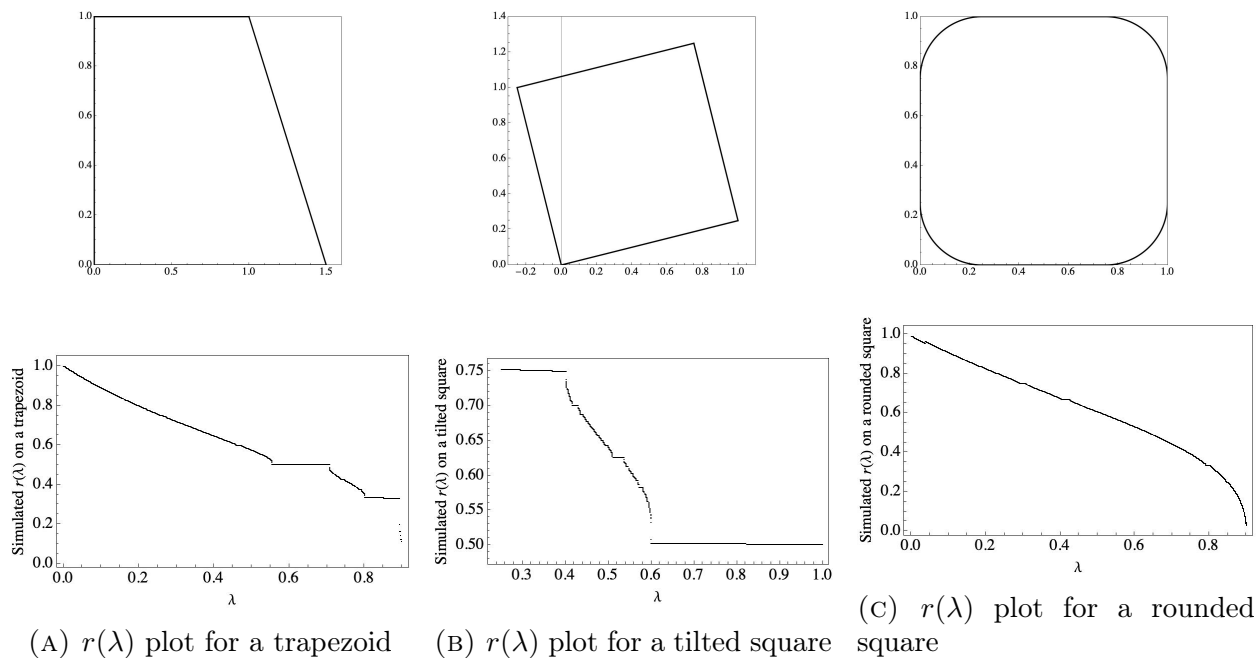 1.0
0.8
0.6
0.4
0.2
0.0
0.0 0.5 1.0 1.5
1.4
1.2
1.0
0.8
0.6
0.4
0.2
0.0
−0.2 0.0 0.2 0.4 0.6 0.8 1.0
1.0
0.8
0.6
0.4
0.2
0.0
0.0 0.2 0.4 0.6 0.8 1.0
Simulated r(λ) on a trapezoid
1.0
0.8
0.6
0.4
0.2
0.0
0.0 0.2 0.4 0.6 0.8
λ
(A) r(λ) plot for a trapezoid
Simulated r(λ) on a tilted square
0.75
0.70
0.65
0.60
0.55
0.50
0.3 0.4 0.5 0.6 0.7 0.8 0.9 1.0
λ
(B) r(λ) plot for a tilted square
Simulated r(λ) on a rounded square
1.0
0.8
0.6
0.4
0.2
0.0
0.0 0.2 0.4 0.6 0.8
λ
(C) r(λ) plot for a rounded
square